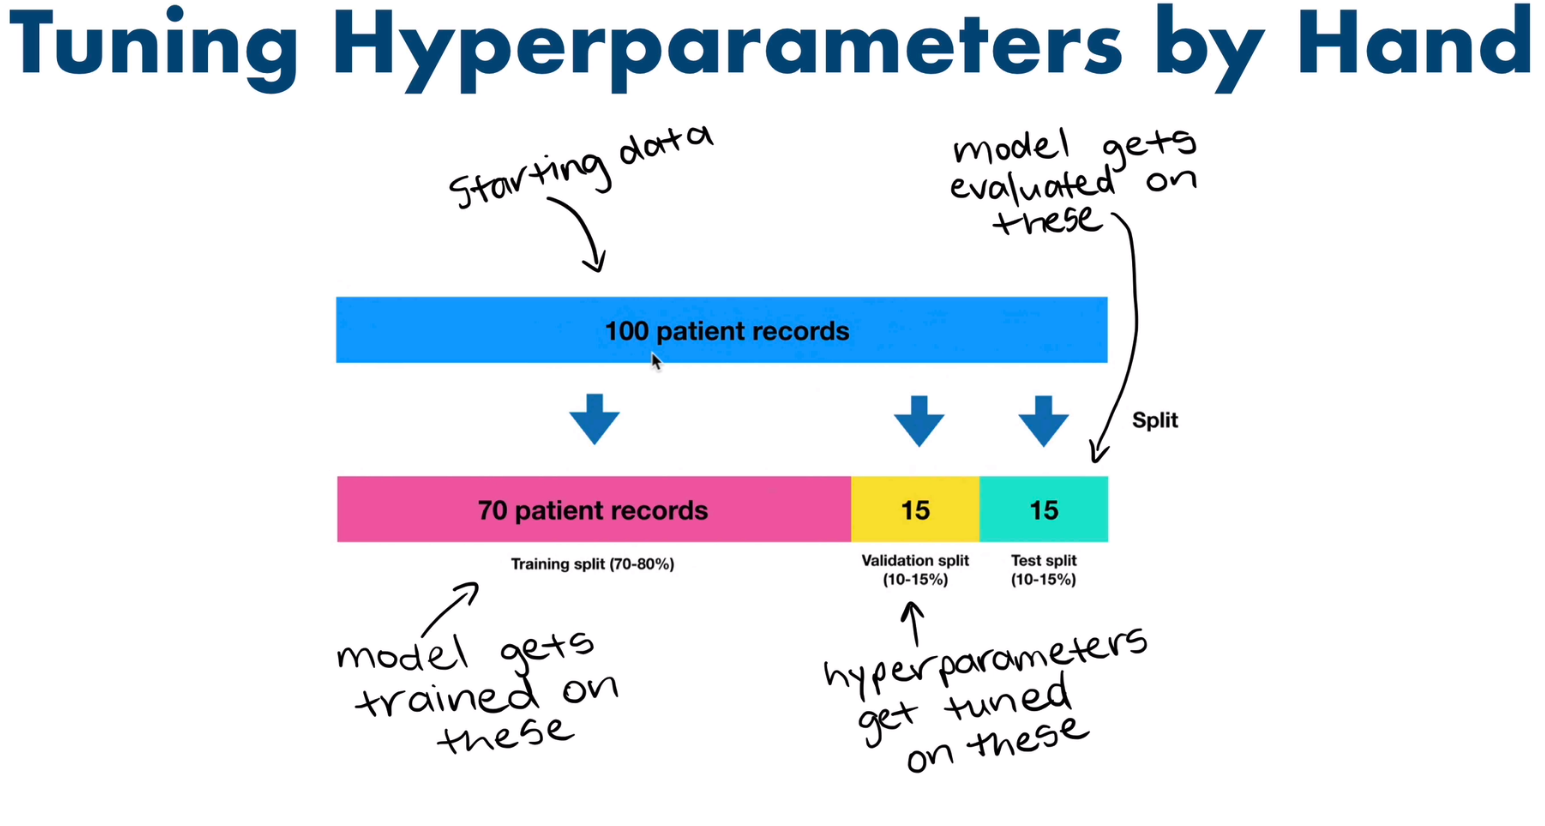 Tuning Hyperparameters by Hand
Starting data
model gets
evaluated on
these
100 patient records
Split
70 patient records
15
15
Training split (70-80%)
Validation split
(10-15%)
Test split
(10-15%)
model gets
trained on
these
hyperparameters
get tuned
on these